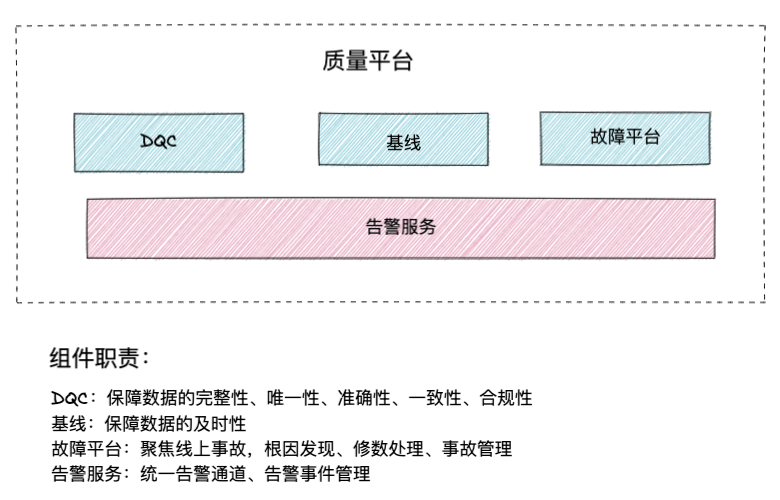 质量平台
DQC
基线
故障平台
告警服务
组件职责：
DQC：保障数据的完整性、唯一性、准确性、一致性、合规性
基线：保障数据的及时性
故障平台：聚焦线上事故，根因发现、修数处理、事故管理
告警服务：统一告警通道、告警事件管理